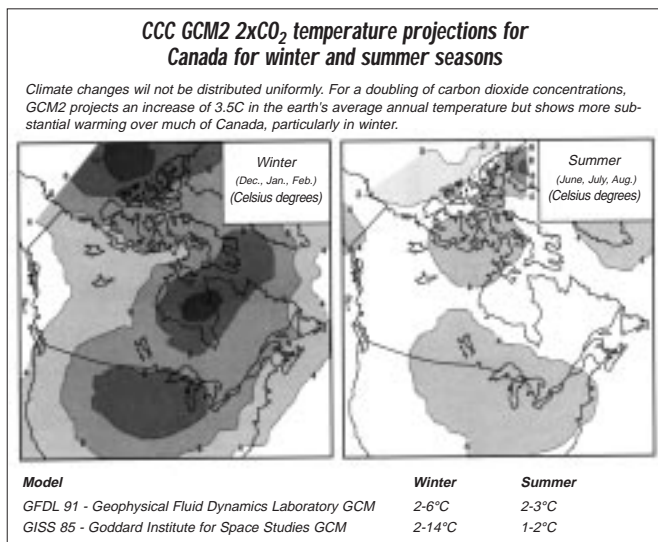 CCC GCM2 2xCO2 temperature projections for
Canada for winter and summer seasons
Climate changes wil not be distributed uniformly. For a doubling of carbon dioxide concentrations,
GCM2 projects an increase of 3.5C in the earth's average annual temperature but shows more sub-
stantial warming over much of Canada, particularly in winter.
Winter
(Dec., Jan., Feb.)
(Celsius degrees)
Summer
(June, July, Aug.)
(Celsius degrees)
Model Winter Summer
GFDL 91 - Geophysical Fluid Dynamics Laboratory GCM 2-6°C 2-3°C
GISS 85 - Goddard Institute for Space Studies GCM 2-14°C 1-2°C